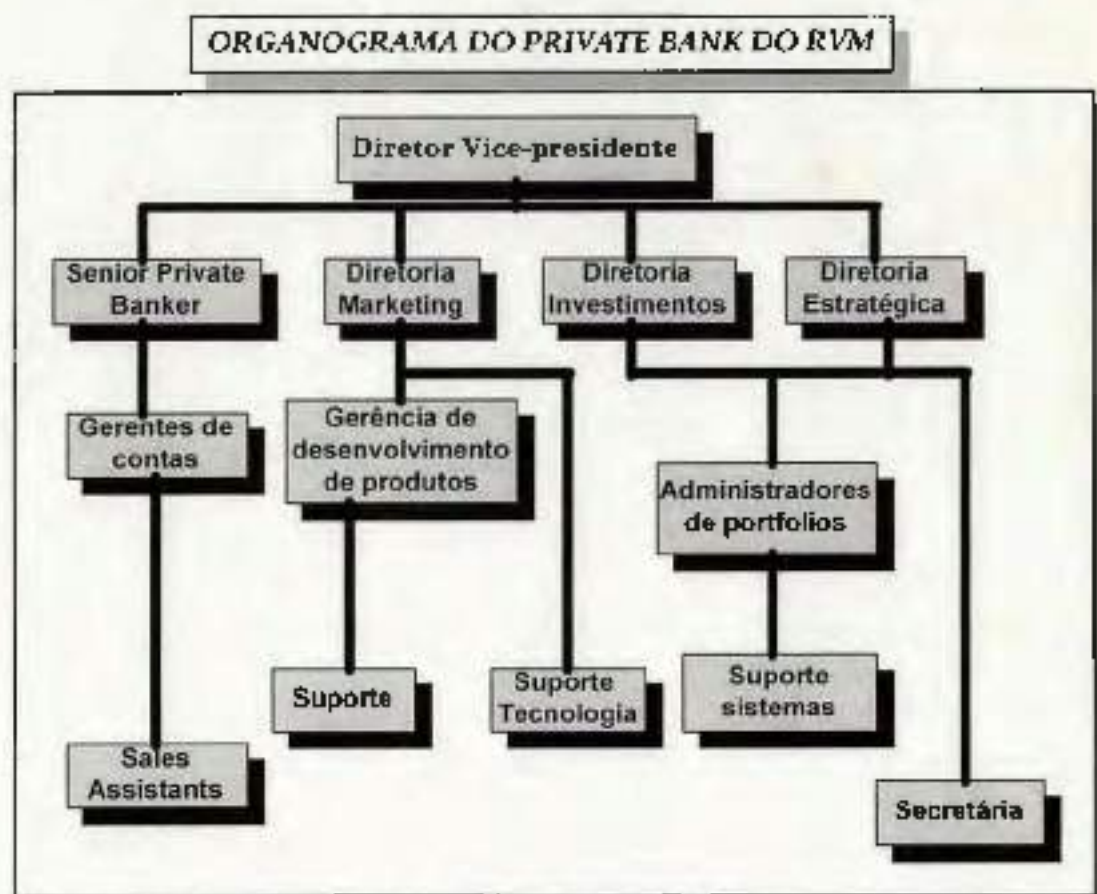 ORGANOGRAMA DO PRIVATE BANK DO RVM
Diretor Vice-presidente
Senior Private
Banker
Diretoria
Marketing
Diretoria
Investimentos
Diretoria
Estratégica
Gerentes de
contas
Gerência de
desenvolvimento
de produtos
Administradores
de portfolios
Suporte
Suporte
Tecnologia
Suporte
sistemas
Sales
Assistants
Secretária